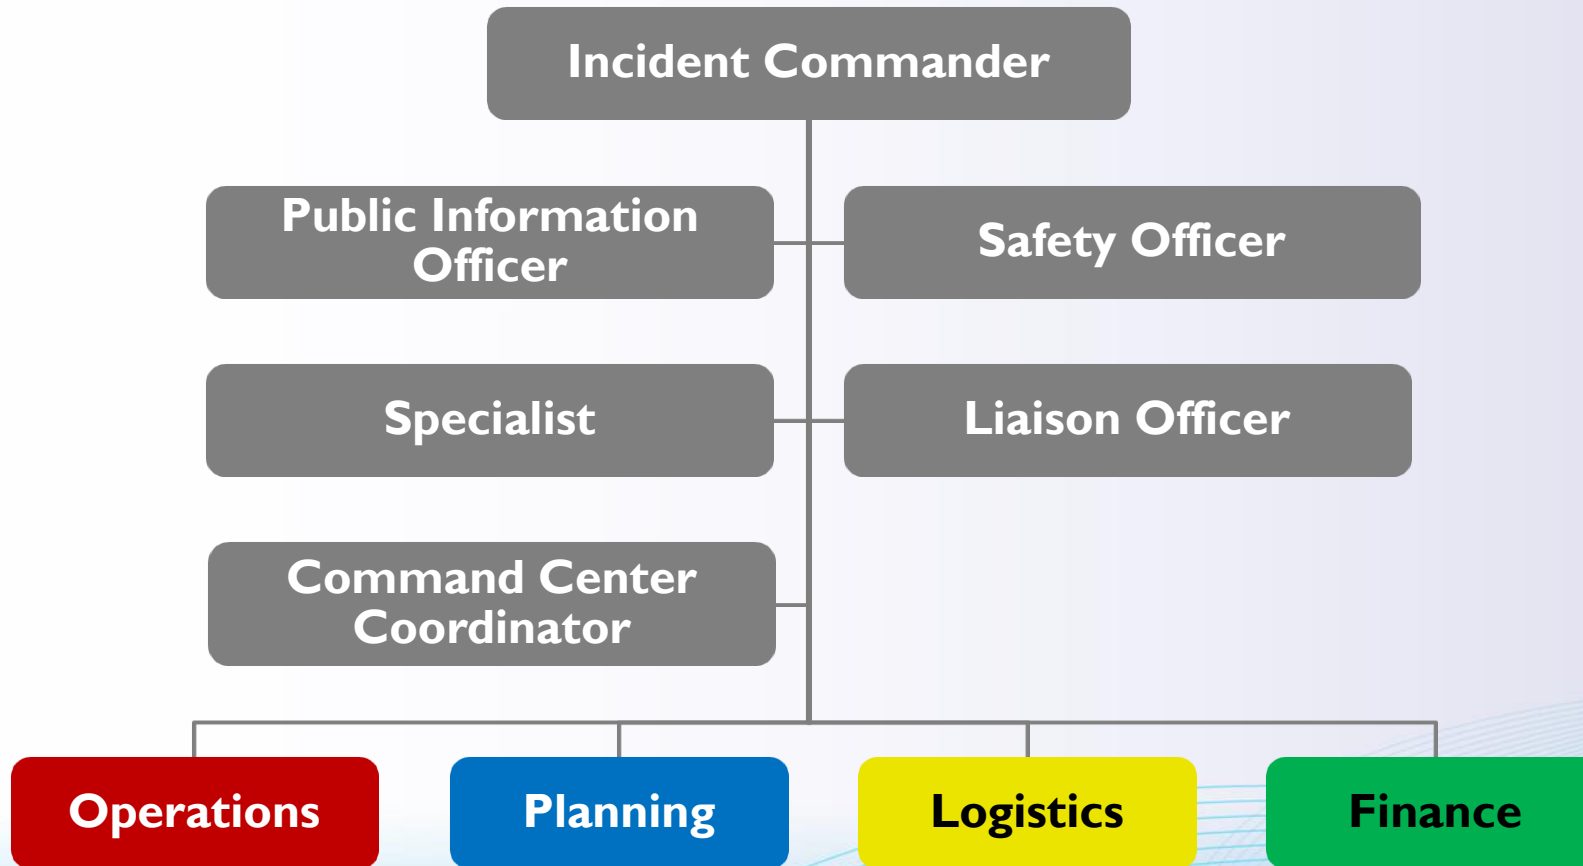 Incident Commander
Public Information
Officer
Safety Officer
Specialist
Liaison Officer
Command Center
Coordinator
Operations
Planning
Logistics
Finance